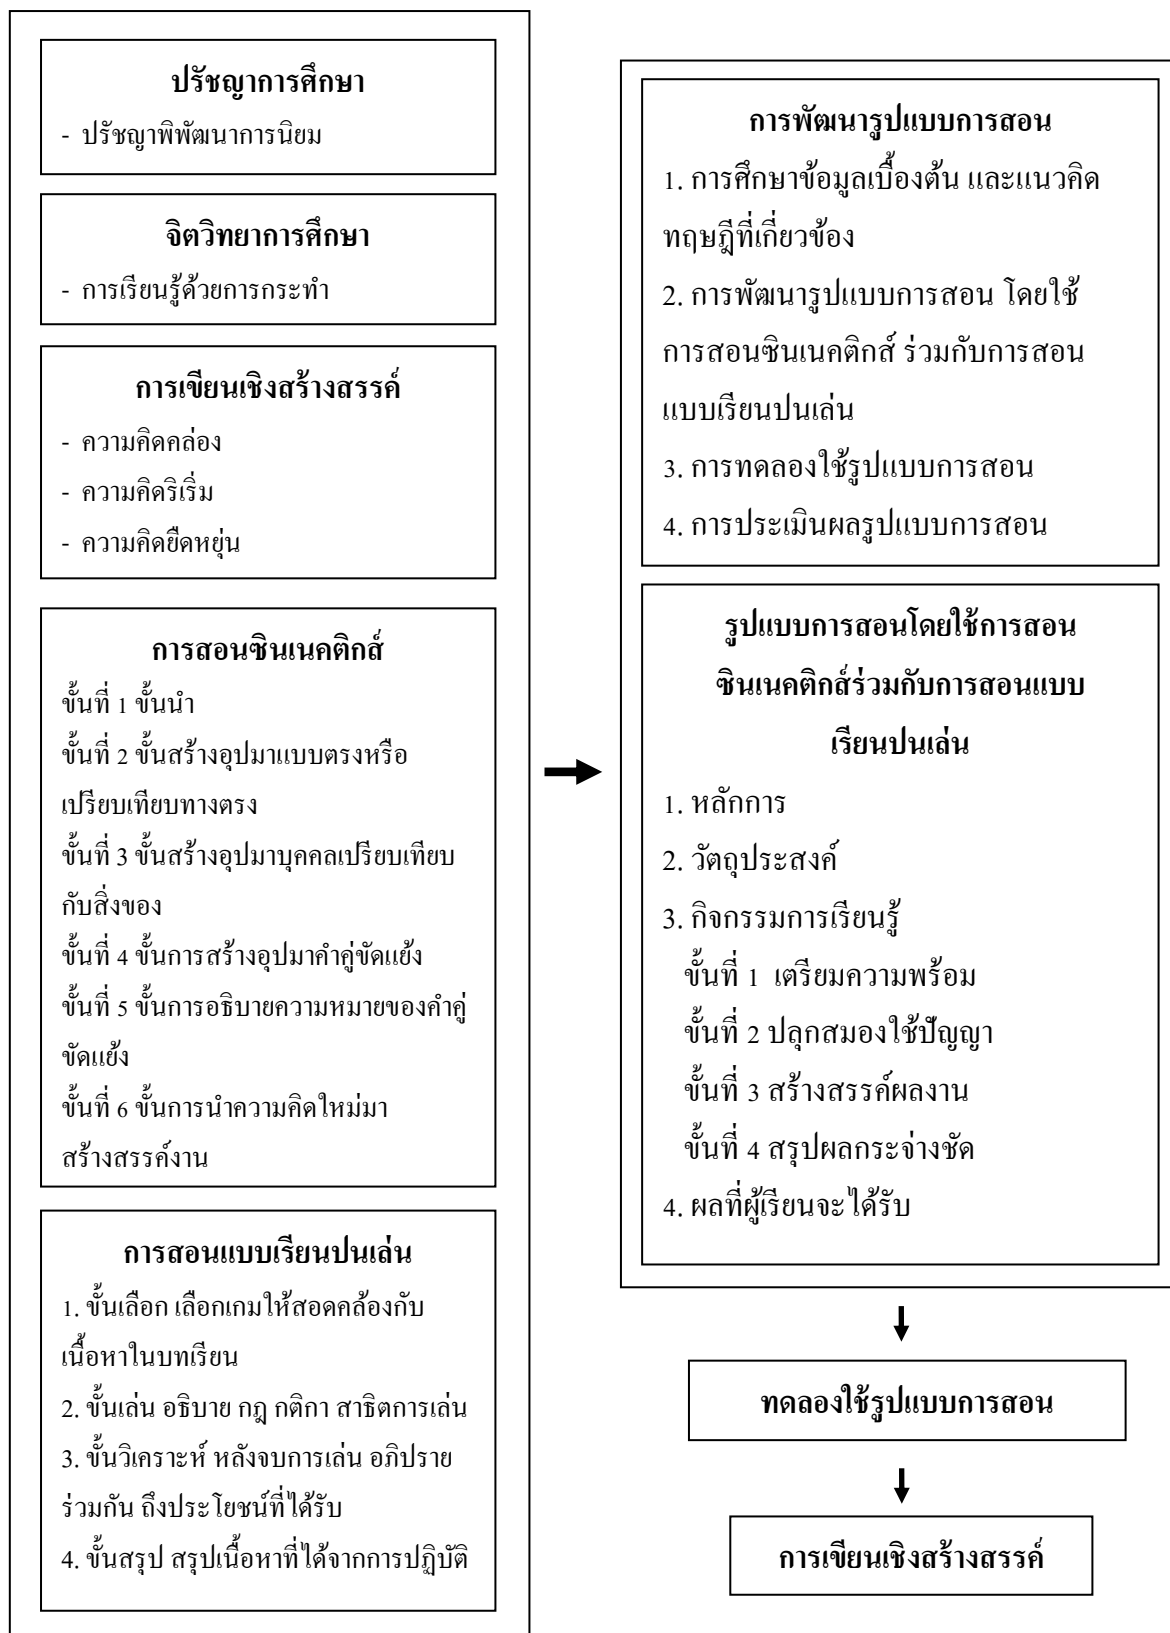 ปรัชญาการศึกษา
- ปรัชญาพิพัฒนาการนิยม
จิตวิทยาการศึกษา
- การเรียนรู้ด้วยการกระทำ
การเขียนเชิงสร้างสรรค์
- ความคิดคล่อง
- ความคิดริเริ่ม
- ความคิดยืดหยุ่น
การสอนซินเนคติกส์
ขั้นที่ 1 ขั้นนำ
ขั้นที่ 2 ขั้นสร้างอุปมาแบบตรงหรือ
เปรียบเทียบทางตรง
ขั้นที่ 3 ขั้นสร้างอุปมาบุคคลเปรียบเทียบ
กับสิ่งของ
ขั้นที่ 4 ขั้นการสร้างอุปมาคำคู่ขัดแย้ง
ขั้นที่ 5 ขั้นการอธิบายความหมายของคำคู่
ขัดแย้ง
ขั้นที่ 6 ขั้นการนำความคิดใหม่มา
สร้างสรรค์งาน
การสอนแบบเรียนปนเล่น
1. ขั้นเลือก เลือกเกมให้สอดคล้องกับ
เนื้อหาในบทเรียน
2. ขั้นเล่น อธิบาย กฎ กติกา สาธิตการเล่น
3. ขั้นวิเคราะห์ หลังจบการเล่น อภิปราย
ร่วมกัน ถึงประโยชน์ที่ได้รับ
4. ขั้นสรุป สรุปเนื้อหาที่ได้จากการปฏิบัติ
การพัฒนารูปแบบการสอน
1. การศึกษาข้อมูลเบื้องต้น และแนวคิด
ทฤษฎีที่เกี่ยวข้อง
2. การพัฒนารูปแบบการสอน โดยใช้
การสอนซินเนคติกส์ ร่วมกับการสอน
แบบเรียนปนเล่น
3. การทดลองใช้รูปแบบการสอน
4. การประเมินผลรูปแบบการสอน
รูปแบบการสอนโดยใช้การสอน
ซินเนคติกส์ร่วมกับการสอนแบบ
เรียนปนเล่น
1. หลักการ
2. วัตถุประสงค์
3. กิจกรรมการเรียนรู้
ขั้นที่ 1 เตรียมความพร้อม
ขั้นที่ 2 ปลุกสมองใช้ปัญญา
ขั้นที่ 3 สร้างสรรค์ผลงาน
ขั้นที่ 4 สรุปผลกระจ่างชัด
4. ผลที่ผู้เรียนจะได้รับ
ทดลองใช้รูปแบบการสอน
การเขียนเชิงสร้างสรรค์